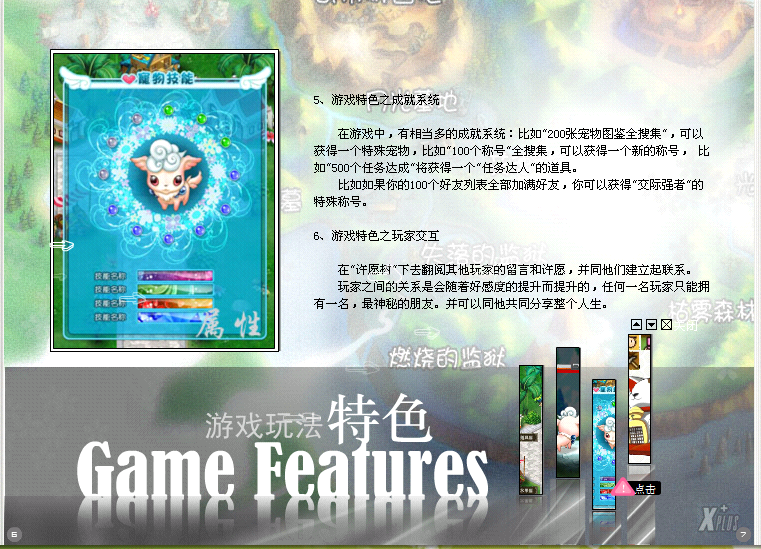 宠物技能
技能名称
技能名称
技能名称
技能名称
属性
5、游戏特色之成就系统
在游戏中，有相当多的成就系统：比如"200张宠物图鉴全搜集"，可以
获得一个特殊宠物，比如"100个称号"全搜集，可以获得一个新的称号， 比
如"500个任务达成"将获得一个"任务达人"的道具。
比如如果你的100个好友列表全部加满好友，你可以获得"交际强者"的
特殊称号。
6、游戏特色之玩家交互
在"许愿树"下去翻阅其他玩家的留言和许愿，并同他们建立起联系。
玩家之间的关系是会随着好感度的提升而提升的，任何一名玩家只能拥
有一名，最神秘的朋友。并可以同他共同分享整个人生。
失落的监狱
燃烧的监狱
游戏玩法 特色
Game Features
点击
XPLUS
6
7